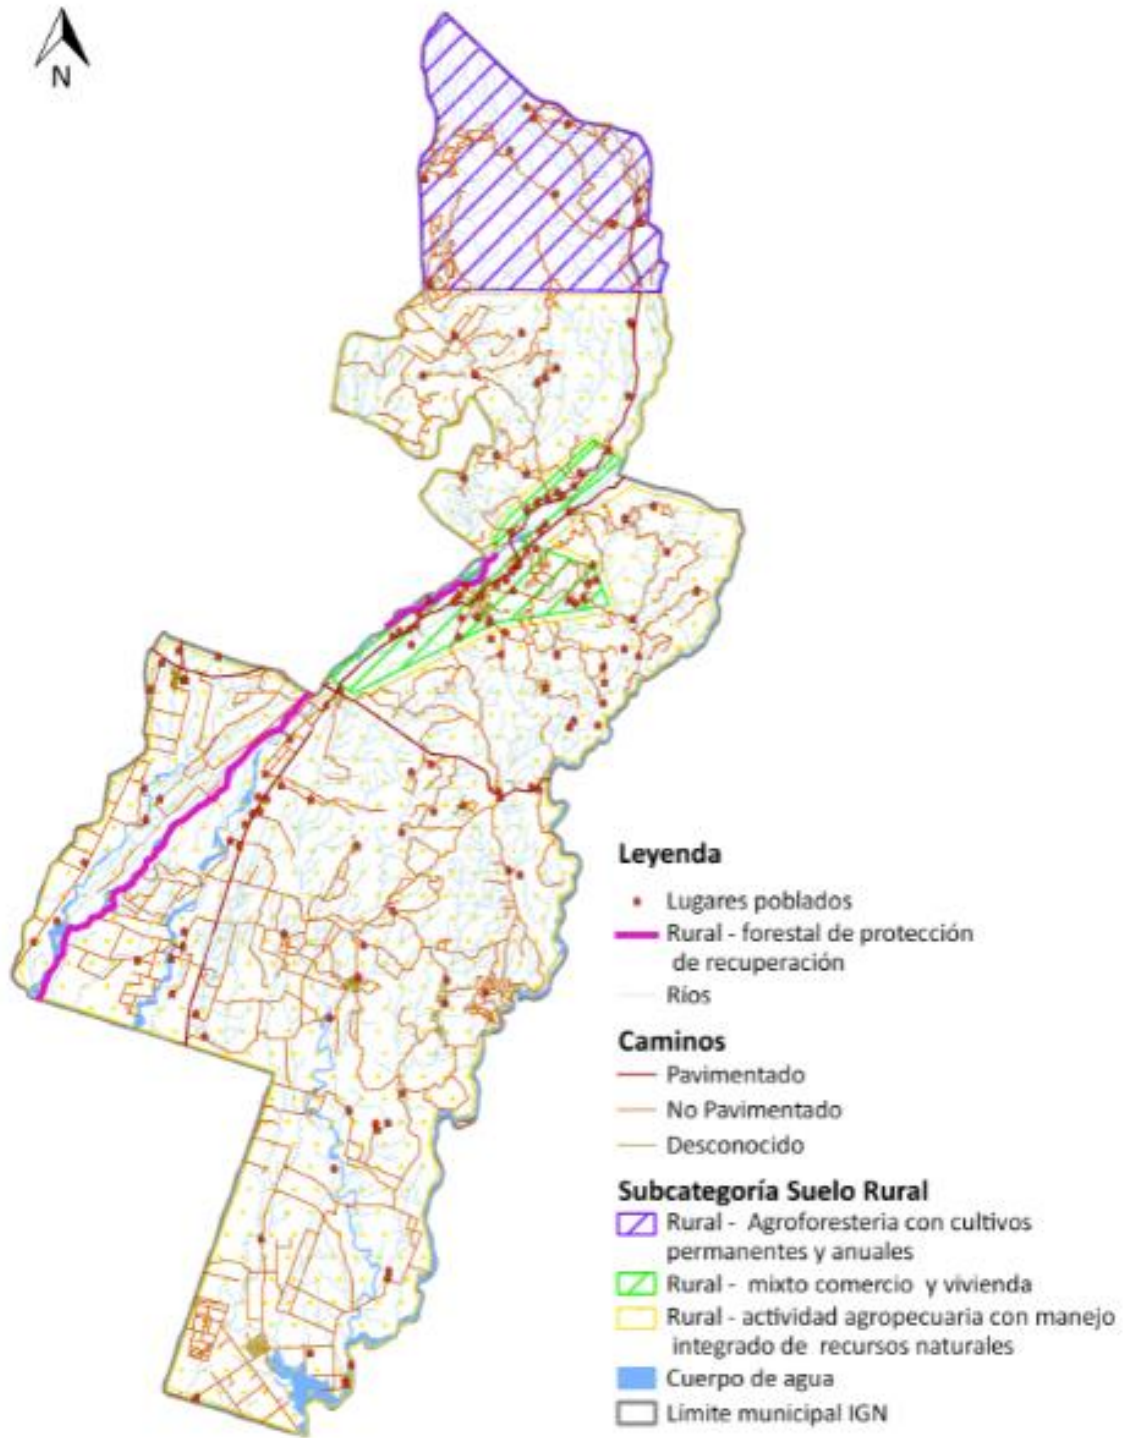 N
Leyenda
Lugares poblados
Rural - forestal de protección
de recuperación
Ríos
Caminos
Pavimentado
No Pavimentado
Desconocido
Subcategoría Suelo Rural
Rural - Agroforesteria con cultivos
permanentes y anuales
Rural - mixto comercio y vivienda
Rural - actividad agropecuaria con manejo
integrado de recursos naturales
Cuerpo de agua
Límite municipal IGN